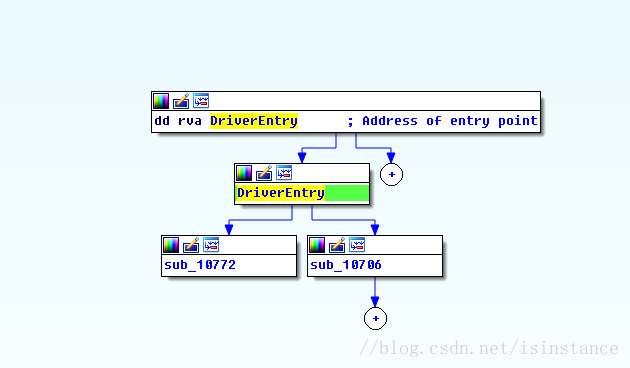 dd rva DriverEntry ; Address of entry point
+
DriverEntry
sub_10772
sub_10706
+
//blog.csdn.net/isinstance